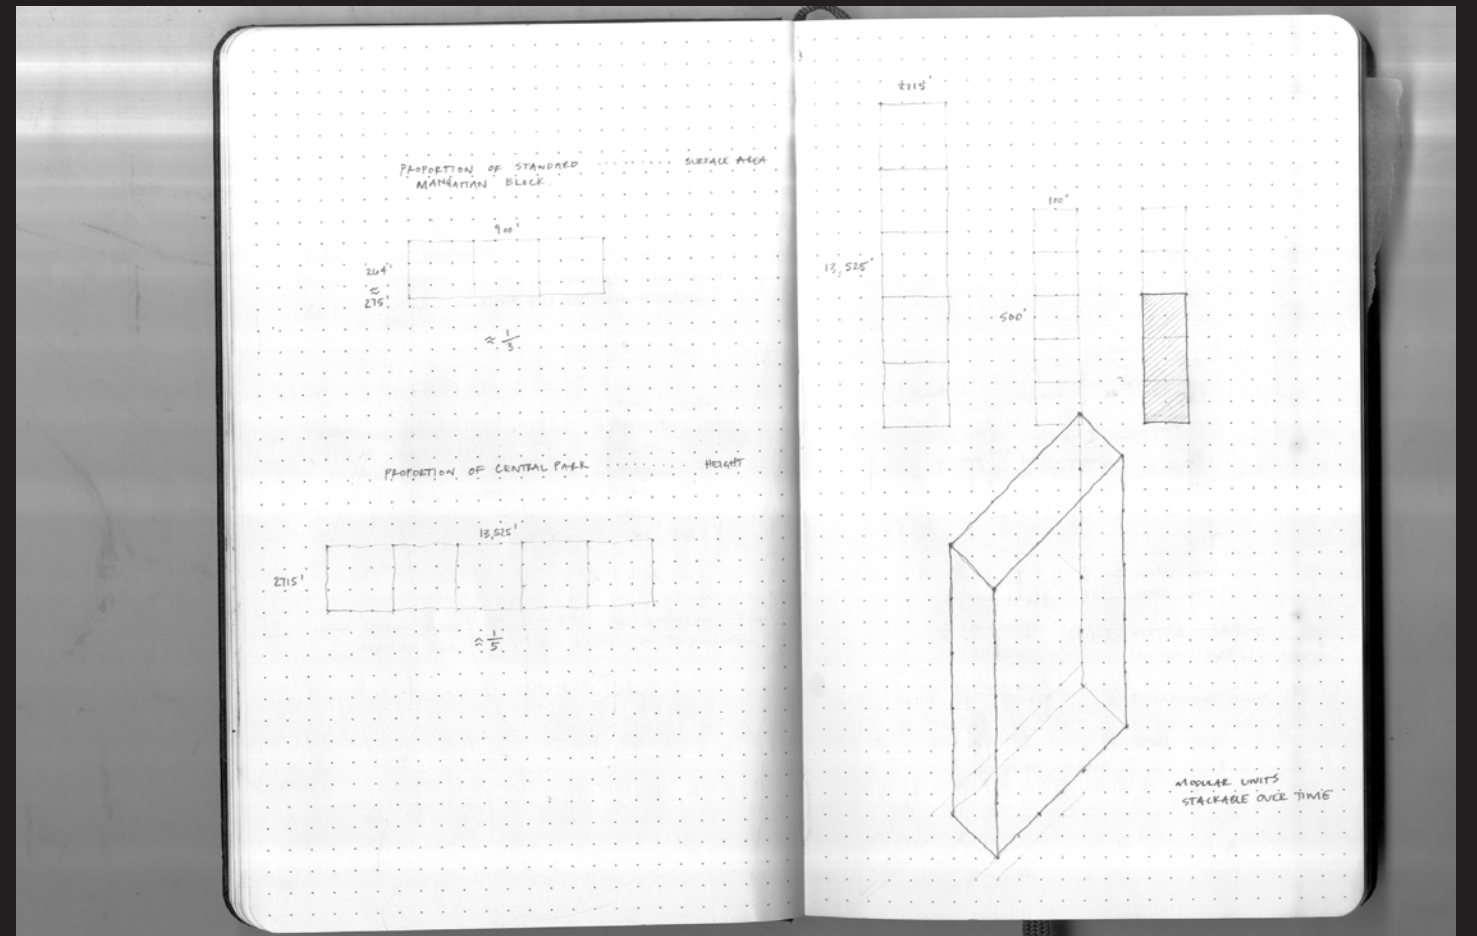 PROPORTION OF STANDARD .......... SURFACE AREA
MANHATTAN BLOCK.
900'
264'
≈
275'
≈ 1/3
PROPORTION OF CENTRAL PARK .......... HEIGHT
13,525'
2715'
≈ 1/5
2715'
13,525'
100'
500'
MODULAR UNITS
STACKABLE OVER TIME